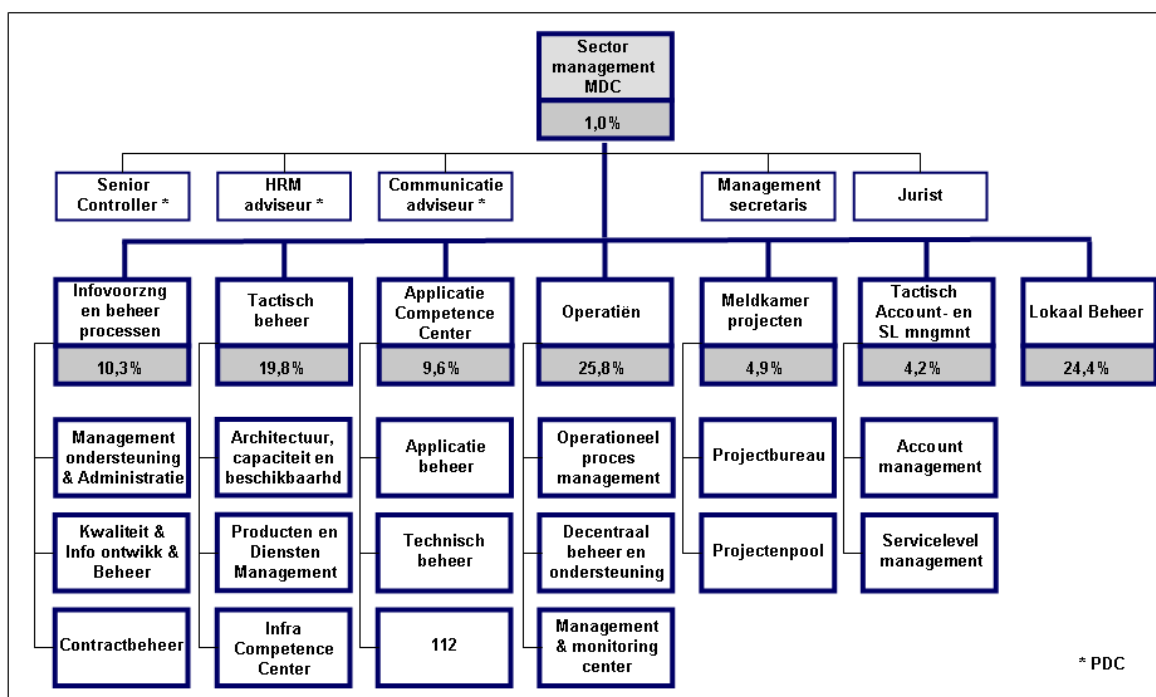 Sector
management
MDC
1,0%
Senior
Controller *
HRM
adviseur *
Communicatie
adviseur *
Management
secretaris
Jurist
Infovoorzng
en beheer
processen
10,3%
Tactisch
beheer
19,8%
Applicatie
Competence
Center
9,6%
Operatiën
25,8%
Meldkamer
projecten
4,9%
Tactisch
Account- en
SL mngmnt
4,2%
Lokaal Beheer
24,4%
Management
ondersteuning
& Administratie
Architectuur,
capaciteit en
beschikbaarhd
Applicatie
beheer
Operationeel
proces
management
Projectbureau
Account
management
Kwaliteit &
Info ontwikk &
Beheer
Producten en
Diensten
Management
Technisch
beheer
Decentraal
beheer en
ondersteuning
Projectenpool
Servicelevel
management
Contractbeheer
Infra
Competence
Center
112
Management
& monitoring
center
* PDC